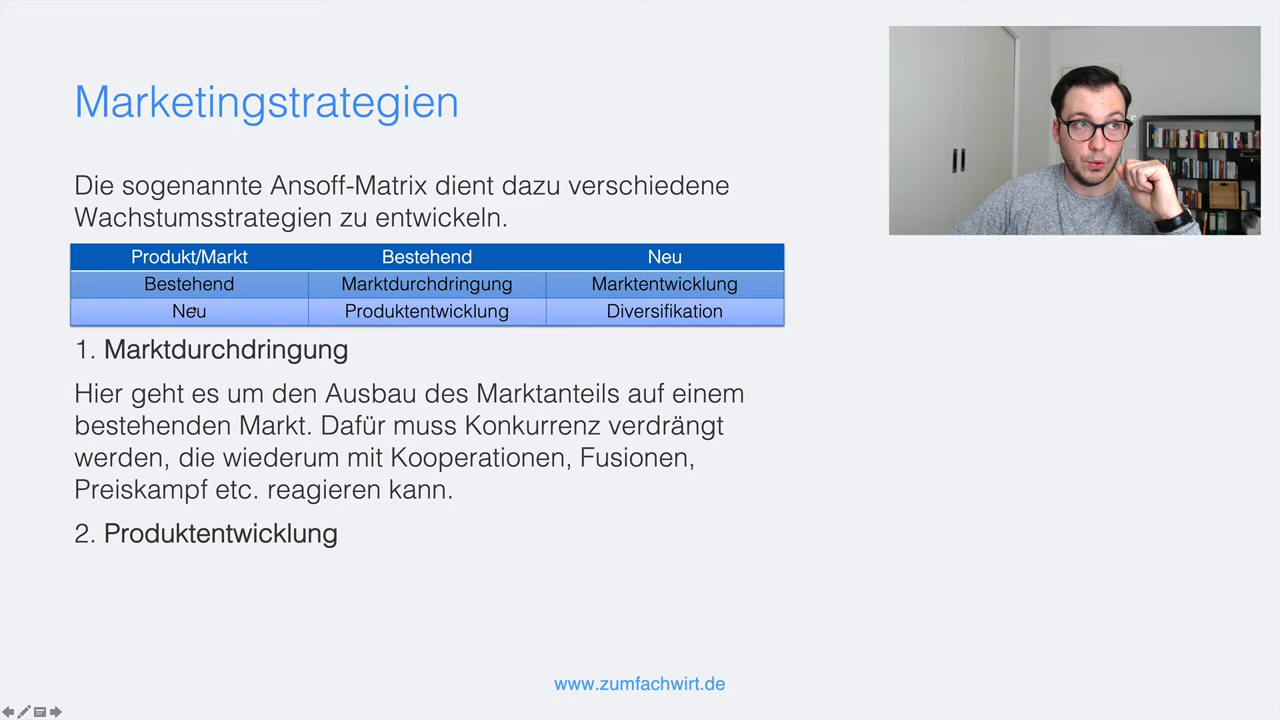 Marketingstrategien
Die sogenannte Ansoff-Matrix dient dazu verschiedene
Wachstumsstrategien zu entwickeln.
Produkt/Markt Bestehend Neu
Bestehend Marktdurchdringung Marktentwicklung
Neu Produktentwicklung Diversifikation
1. Marktdurchdringung
Hier geht es um den Ausbau des Marktanteils auf einem
bestehenden Markt. Dafür muss Konkurrenz verdrängt
werden, die wiederum mit Kooperationen, Fusionen,
Preiskampf etc. reagieren kann.
2. Produktentwicklung
www.zumfachwirt.de